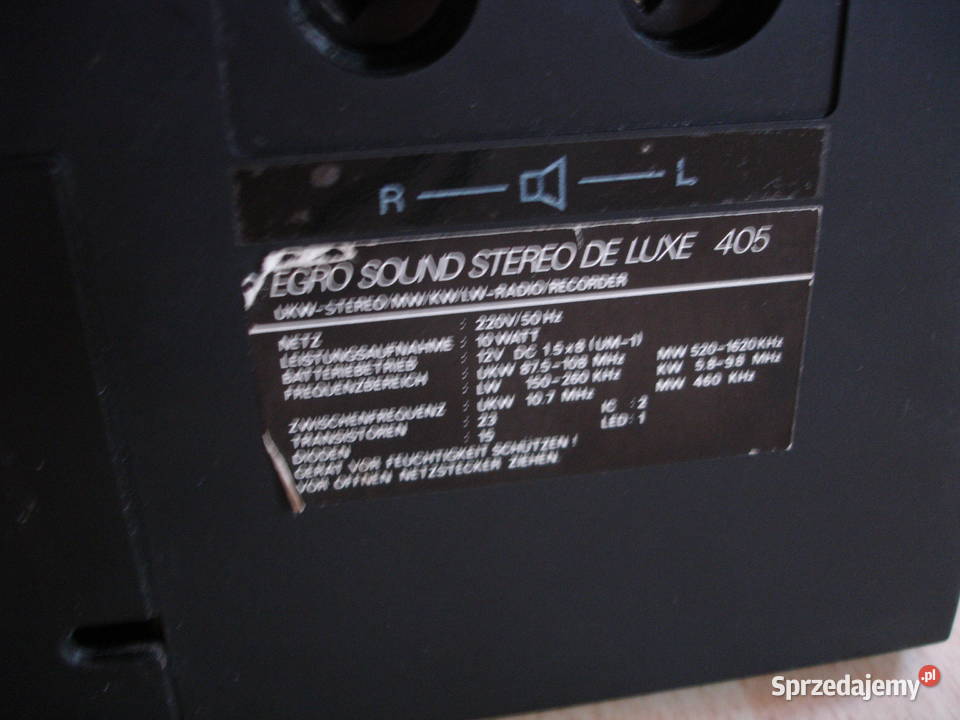 R L
EGRO SOUND STEREO DE LUXE 405
UKW-STEREO/MW/KW/LW-RADIO/RECORDER
NETZ : 220V/50Hz
LEISTUNGSAUFNAHME : 10 WATT
BATTERIEBETRIEB : 12V DC 1.5x8 (UM-1)
FREQUENZBEREICH : UKW 87.5-108 MHz MW 520-1620KHz
LW 150-260 KHz KW 5.8-9.8 MHz
ZWISCHENFREQUENZ : UKW 10.7 MHz MW 460 KHz
TRANSISTOREN : 23 IC : 2
DIODEN : 15 LED : 1
GERÄT VOR FEUCHTIGKEIT SCHÜTZEN!
VOR ÖFFNEN NETZSTECKER ZIEHEN
Sprzedajemy.pl